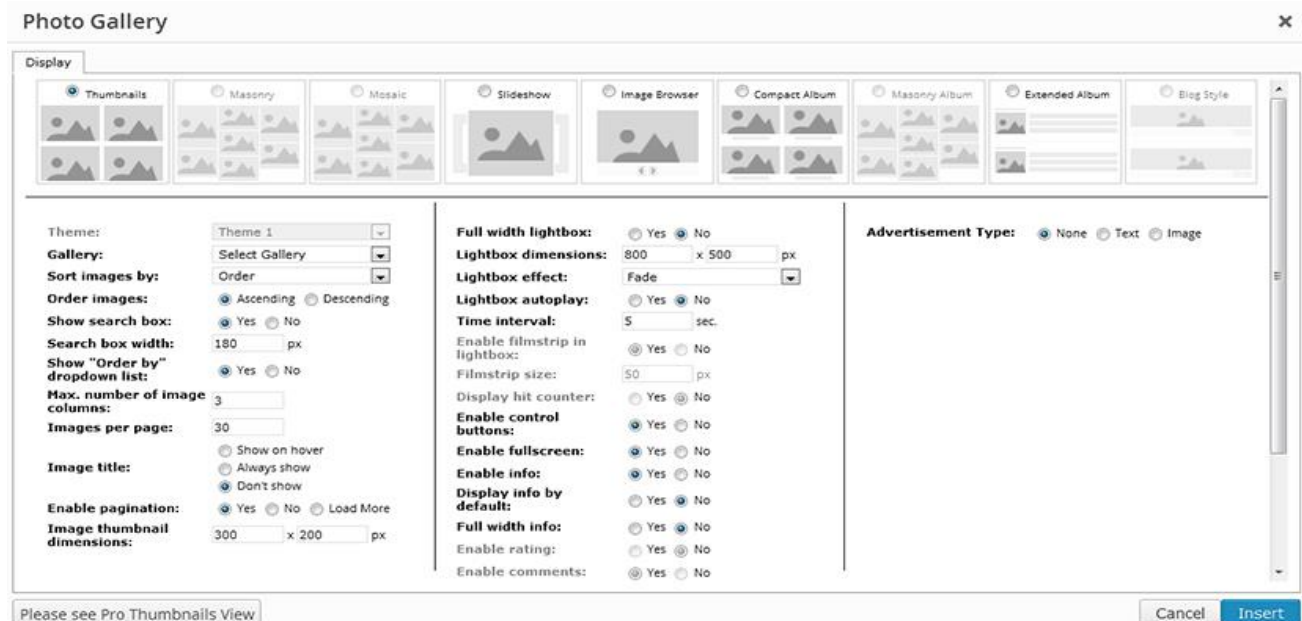 Photo Gallery
Display
Thumbnails Masonry Mosaic Slideshow Image Browser Compact Album Masonry Album Extended Album Blog Style
Theme: Theme 1
Gallery: Select Gallery
Sort images by: Order
Order images: Ascending Descending
Show search box: Yes No
Search box width: 180 px
Show "Order by"
dropdown list: Yes No
Max. number of image
columns: 3
Images per page: 30
Show on hover
Image title: Always show
Don't show
Enable pagination: Yes No Load More
Image thumbnail
dimensions: 300 x 200 px
Full width lightbox: Yes No
Lightbox dimensions: 800 x 500 px
Lightbox effect: Fade
Lightbox autoplay: Yes No
Time interval: 5 sec.
Enable filmstrip in
lightbox: Yes No
Filmstrip size: 50 px
Display hit counter: Yes No
Enable control
buttons: Yes No
Enable fullscreen: Yes No
Enable info: Yes No
Display info by
default: Yes No
Full width info: Yes No
Enable rating: Yes No
Enable comments: Yes No
Advertisement Type: None Text Image
Please see Pro Thumbnails View
Cancel Insert